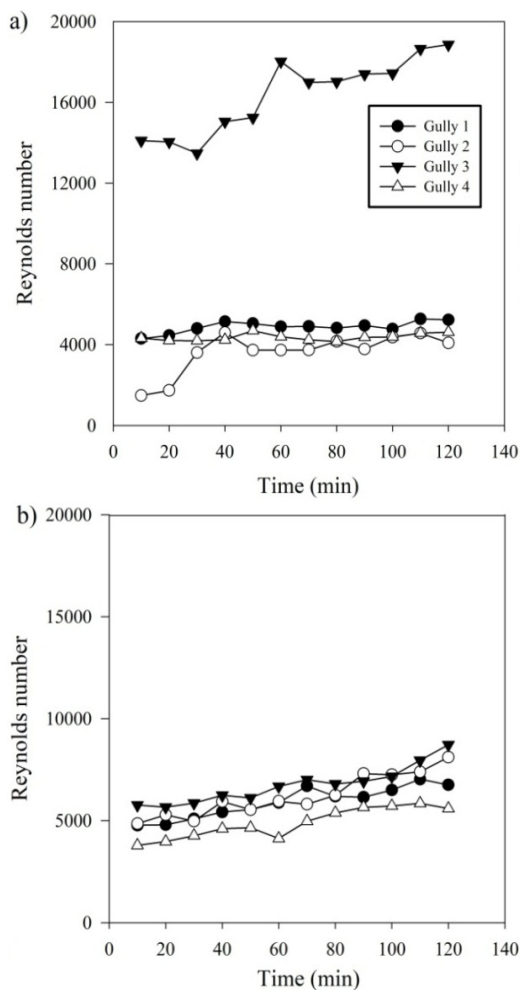 a)
20000
16000
12000
8000
4000
0
Reynolds number
Gully 1
Gully 2
Gully 3
Gully 4
0 20 40 60 80 100 120 140
Time (min)
b)
20000
15000
10000
5000
0
Reynolds number
0 20 40 60 80 100 120 140
Time (min)